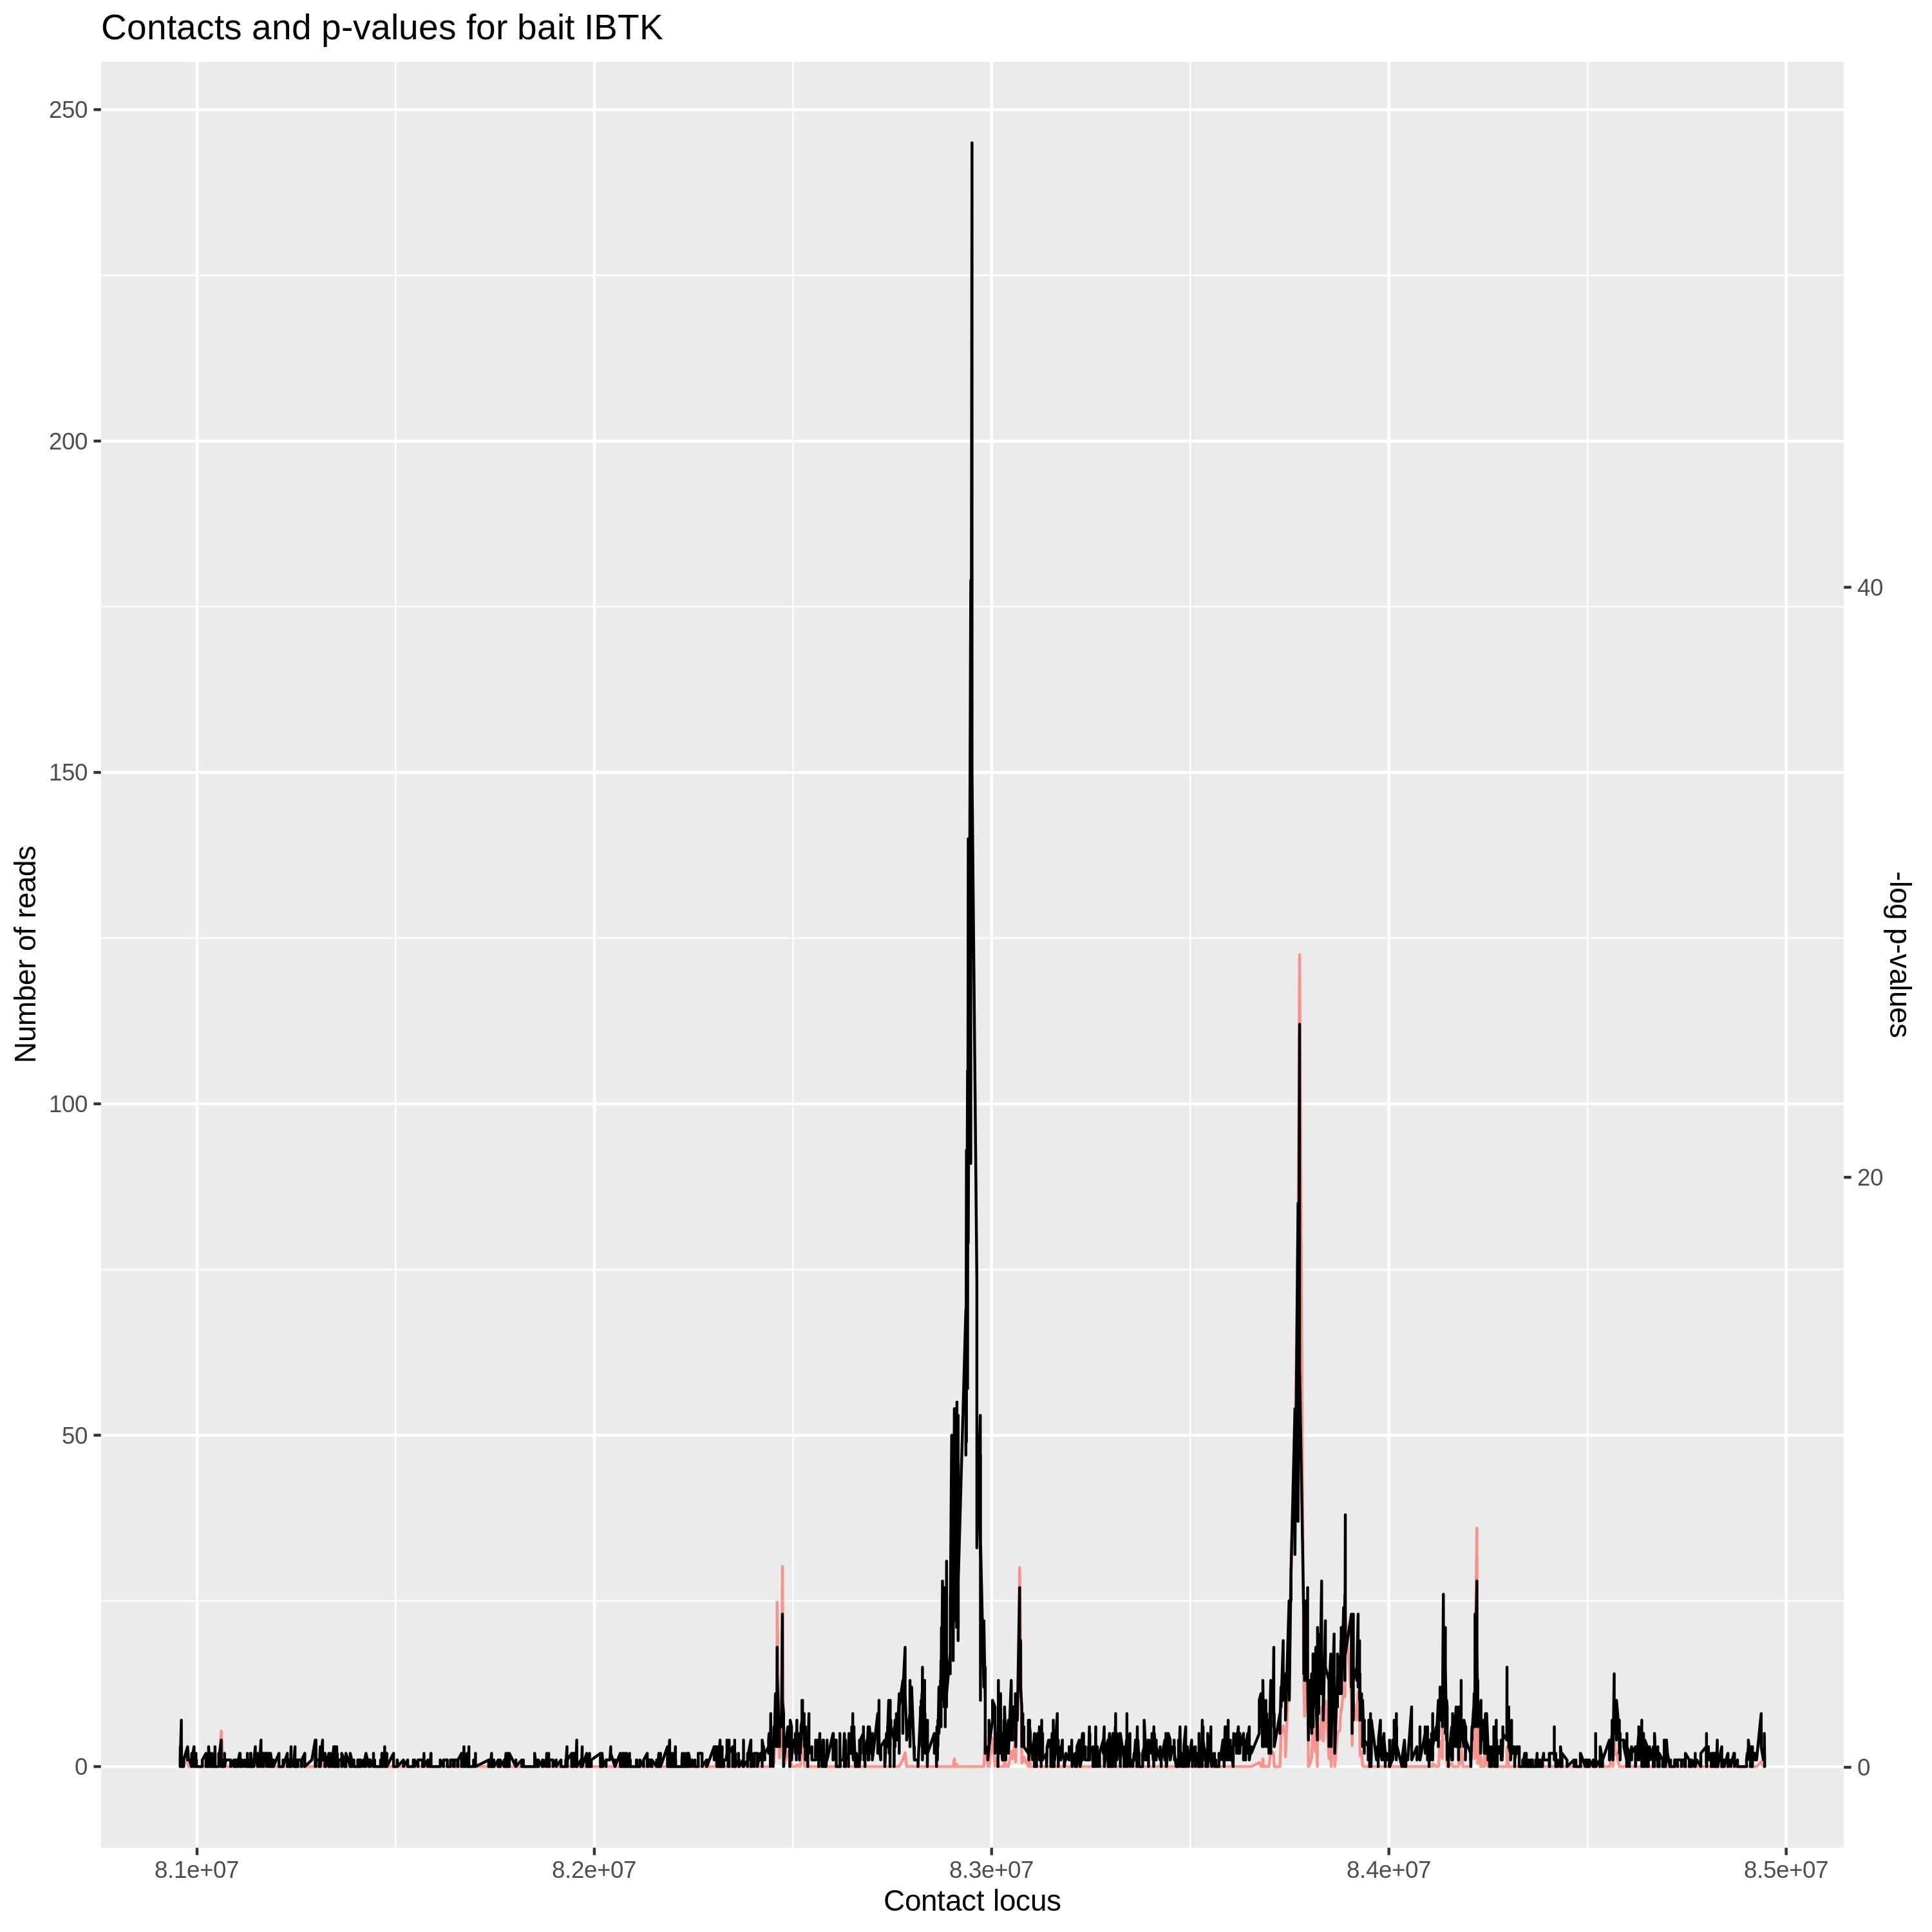 Contacts and p-values for bait IBTK
250
200
150
100
50
0
Number of reads
40
20
0
-log p-values
8.1e+07
8.2e+07
8.3e+07
8.4e+07
8.5e+07
Contact locus